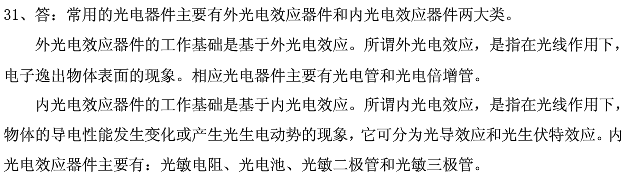 31、答：常用的光电器件主要有外光电效应器件和内光电效应器件两大类。
外光电效应器件的工作基础是基于外光电效应。所谓外光电效应，是指在光线作用下，
电子逸出物体表面的现象。相应光电器件主要有光电管和光电倍增管。
内光电效应器件的工作基础是基于内光电效应。所谓内光电效应，是指在光线作用下，
物体的导电性能发生变化或产生光生电动势的现象，它可分为光导效应和光生伏特效应。内
光电效应器件主要有：光敏电阻、光电池、光敏二极管和光敏三极管。